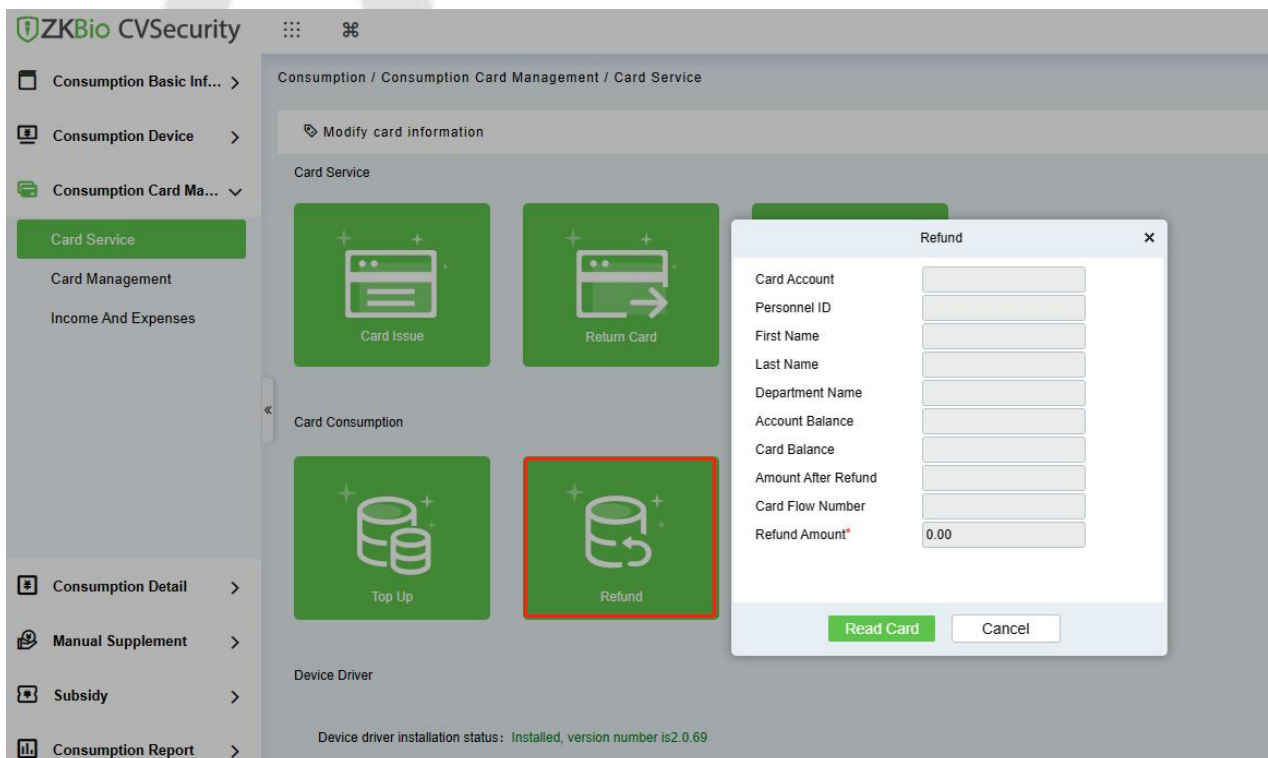 ZKBio CVSecurity
Consumption Basic Inf...
Consumption Device
Consumption Card Ma...
Card Service
Card Management
Income And Expenses
Consumption Detail
Manual Supplement
Subsidy
Consumption Report
Consumption / Consumption Card Management / Card Service
Modify card information
Card Service
Card Issue
Return Card
Card Consumption
Top Up
Refund
Device Driver
Device driver installation status: Installed, version number is2.0.69
Refund
Card Account
Personnel ID
First Name
Last Name
Department Name
Account Balance
Card Balance
Amount After Refund
Card Flow Number
Refund Amount* 0.00
Read Card Cancel